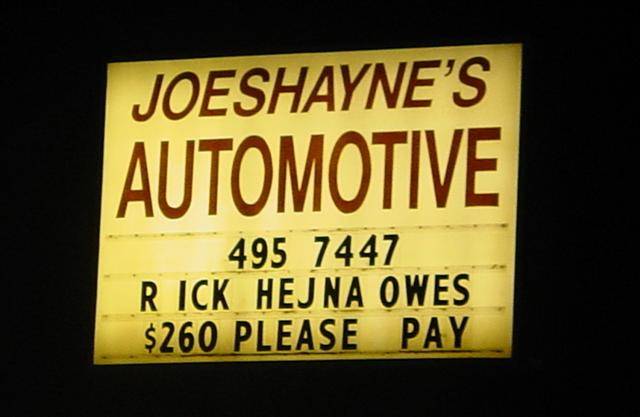 JOESHAYNE'S
AUTOMOTIVE
495 7447
R ICK HEJNA OWES
$260 PLEASE PAY